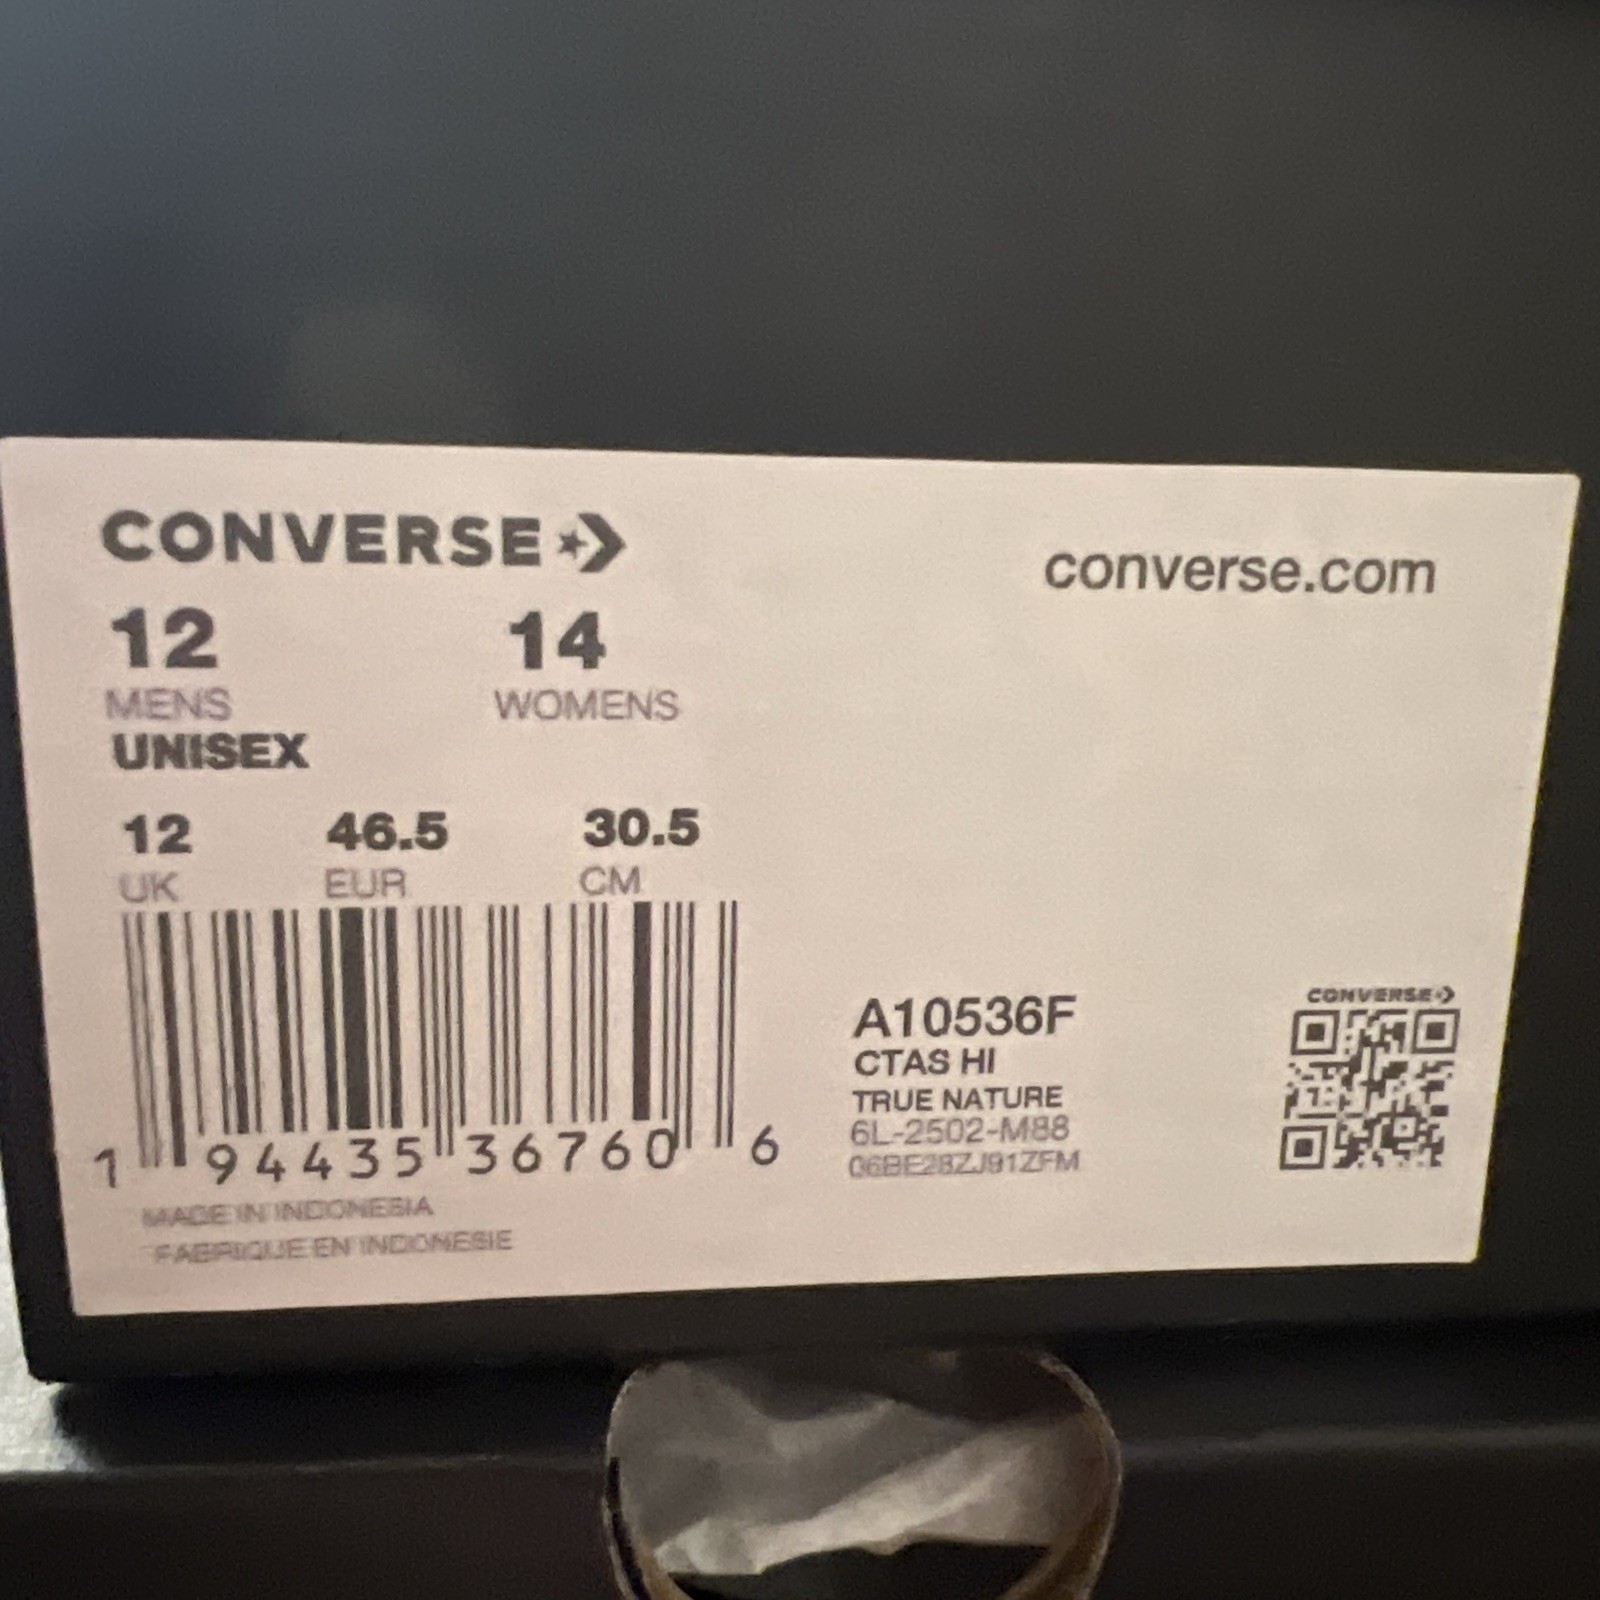 CONVERSE
converse.com
12 14
MENS WOMENS
UNISEX
12 46.5 30.5
UK EUR CM
1 94435 36760 6
MADE IN INDONESIA
FABRIQUE EN INDONESIE
A10536F
CTAS HI
TRUE NATURE
6L-2502-M88
06BE28ZJ91ZFM
CONVERSE